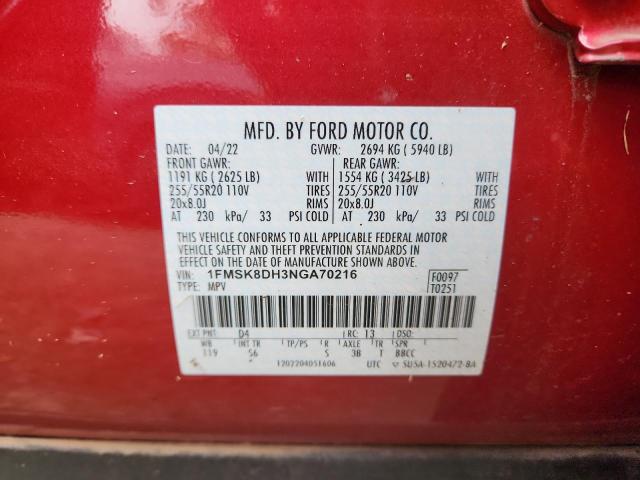 MFD. BY FORD MOTOR CO.
DATE: 04/22 GVWR: 2694 KG ( 5940 LB)
FRONT GAWR: REAR GAWR:
1191 KG ( 2625 LB) WITH 1554 KG ( 3425 LB) WITH
255/55R20 110V TIRES 255/55R20 110V TIRES
20x8.0J RIMS 20x8.0J RIMS
AT 230 kPa/ 33 PSI COLD AT 230 kPa/ 33 PSI COLD
THIS VEHICLE CONFORMS TO ALL APPLICABLE FEDERAL MOTOR
VEHICLE SAFETY AND THEFT PREVENTION STANDARDS IN
EFFECT ON THE DATE OF MANUFACTURE SHOWN ABOVE.
VIN: 1FMSK8DH3NGA70216 F0097
TYPE: MPV T0251
EXT PNT: D4 RC: 13 DSO:
WB INT TR TP/PS R AXLE TR SPR
119 S6 S 3B T BBCC
1202204051606 UTC SU5A-1520472-BA